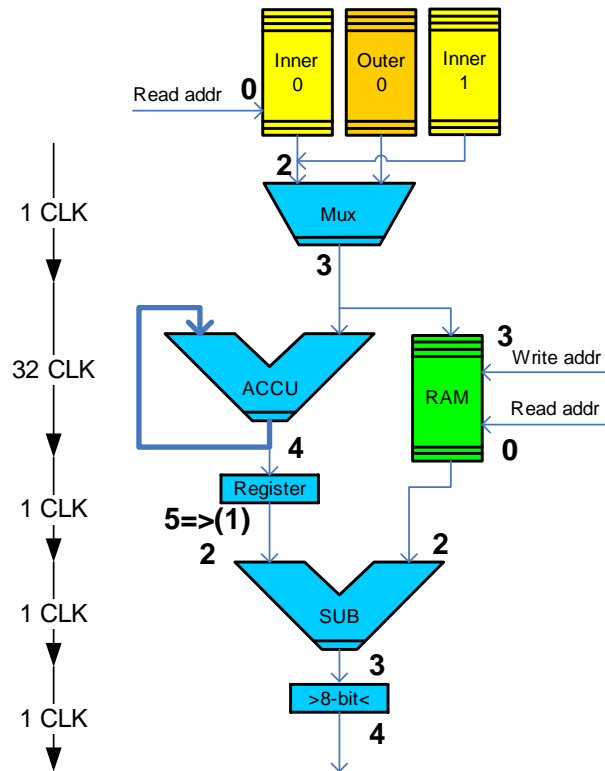 Inner
0
Outer
0
Inner
1
Read addr
0
2
1 CLK
Mux
3
32 CLK
ACCU
3
Write addr
RAM
Read addr
0
4
Register
1 CLK
5=>(1)
2
2
1 CLK
SUB
3
>8-bit<
1 CLK
4